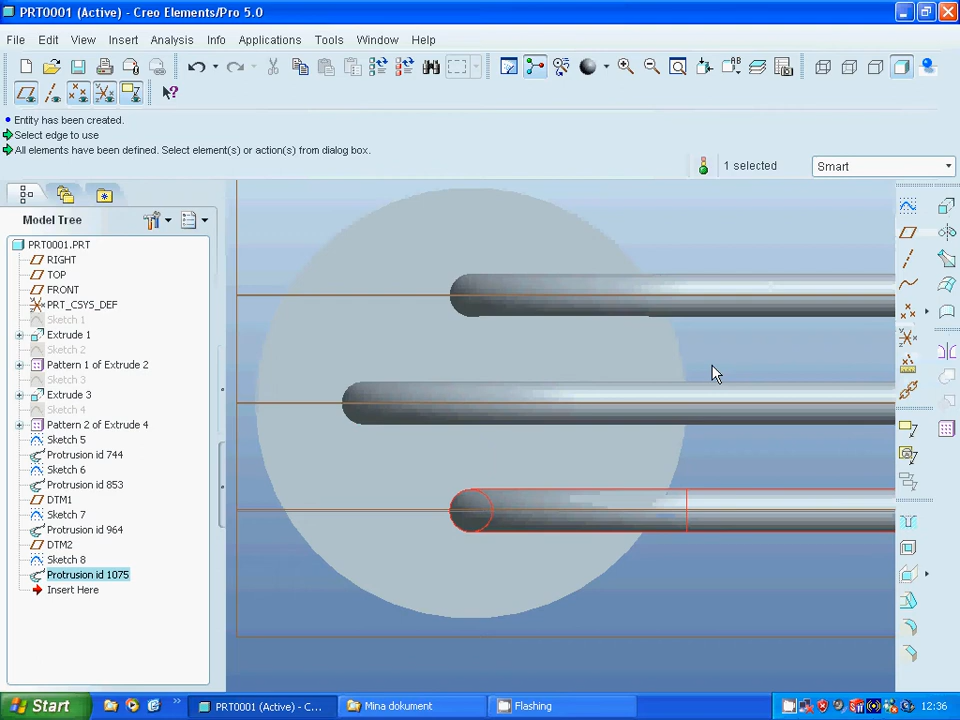 PRT0001 (Active) - Creo Elements/Pro 5.0
File Edit View Insert Analysis Info Applications Tools Window Help
Entity has been created.
Select edge to use
All elements have been defined. Select element(s) or action(s) from dialog box.
1 selected
Smart
Model Tree
PRT0001.PRT
RIGHT
TOP
FRONT
PRT_CSYS_DEF
Sketch 1
Extrude 1
Sketch 2
Pattern 1 of Extrude 2
Sketch 3
Extrude 3
Sketch 4
Pattern 2 of Extrude 4
Sketch 5
Protrusion id 744
Sketch 6
Protrusion id 853
DTM1
Sketch 7
Protrusion id 964
DTM2
Sketch 8
Protrusion id 1075
Insert Here
Start
PRT0001 (Active) - C...
Mina dokument
Flashing
12:36